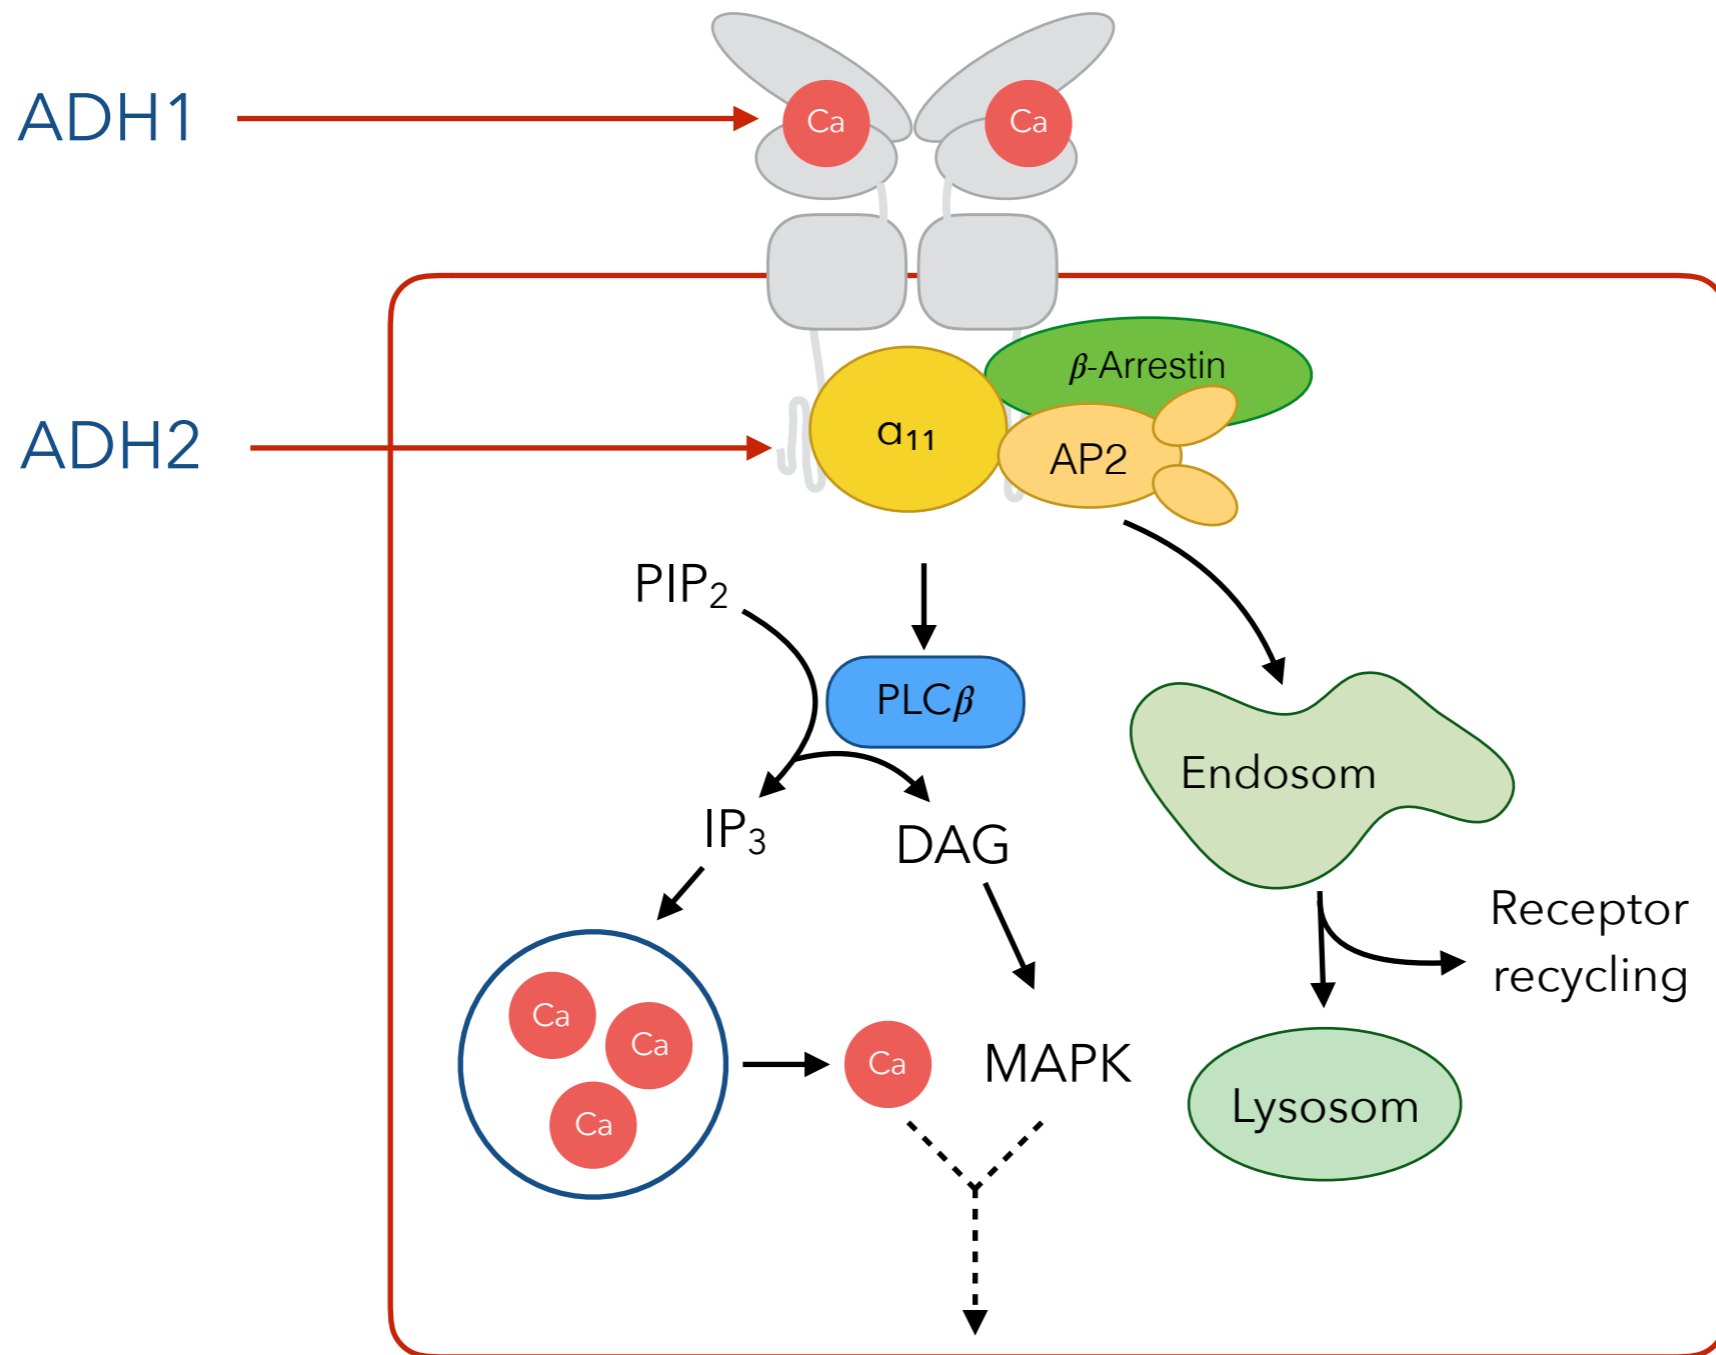 ADH1
Ca
Ca
β-Arrestin
α₁₁
AP2
ADH2
PIP₂
PLCβ
Endosom
IP₃
DAG
Receptor
recycling
Ca
Ca
Ca
Ca
MAPK
Lysosom